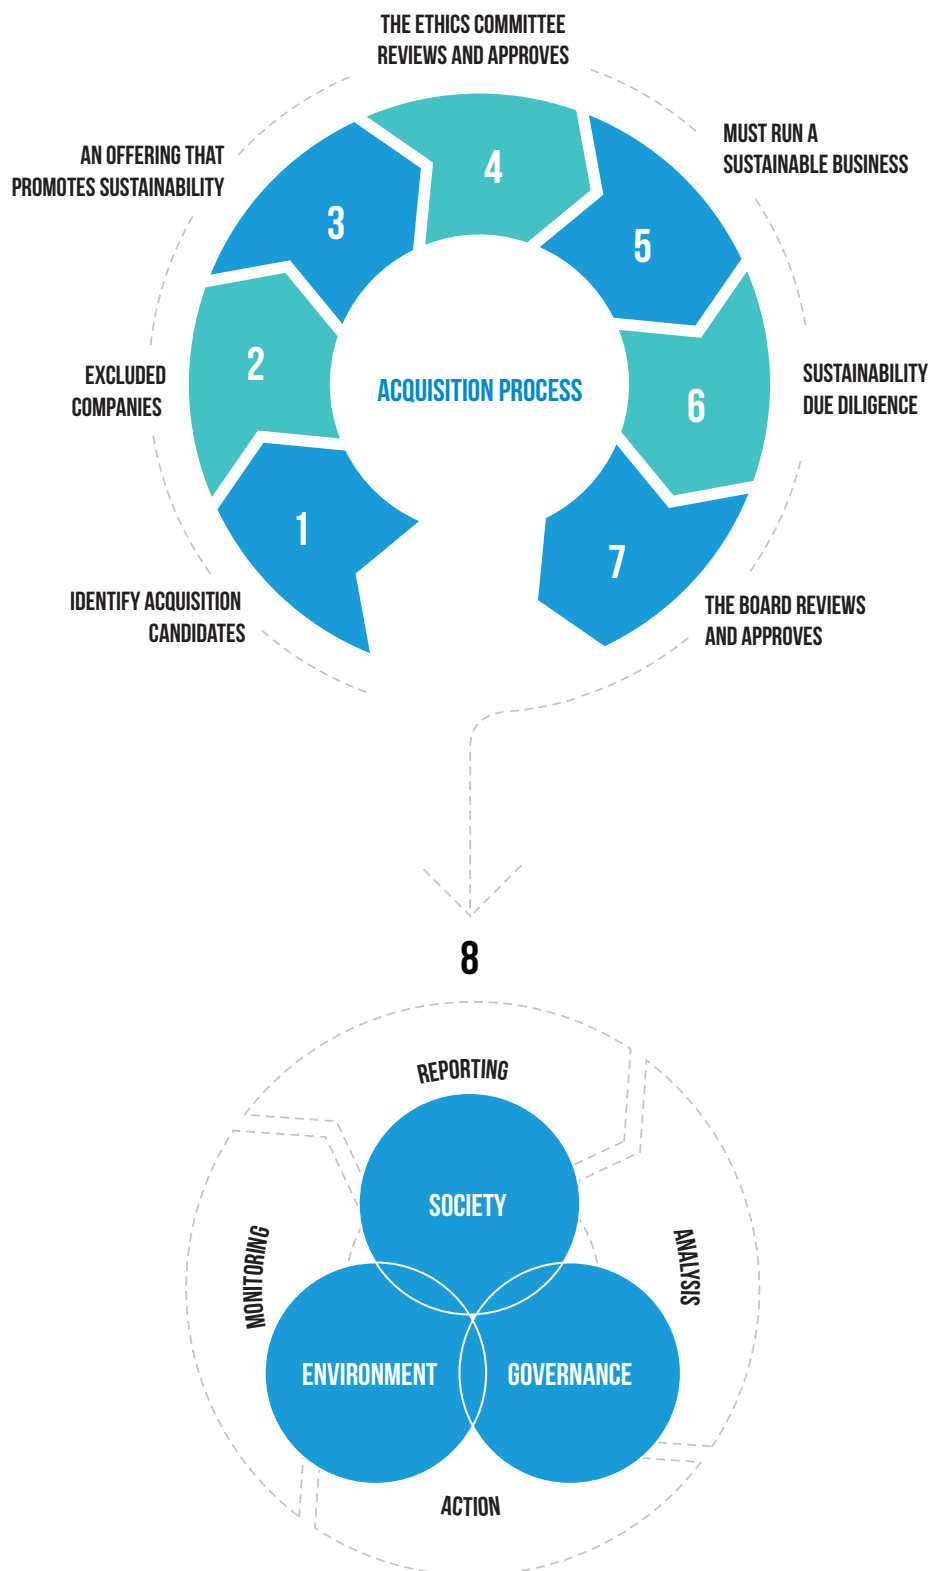 THE ETHICS COMMITTEE
REVIEWS AND APPROVES
MUST RUN A
SUSTAINABLE BUSINESS
AN OFFERING THAT
PROMOTES SUSTAINABILITY
4
3
5
2
6
ACQUISITION PROCESS
EXCLUDED
COMPANIES
SUSTAINABILITY
DUE DILIGENCE
1
7
IDENTIFY ACQUISITION
CANDIDATES
THE BOARD REVIEWS
AND APPROVES
8
REPORTING
SOCIETY
MONITORING
ANALYSIS
ENVIRONMENT
GOVERNANCE
ACTION